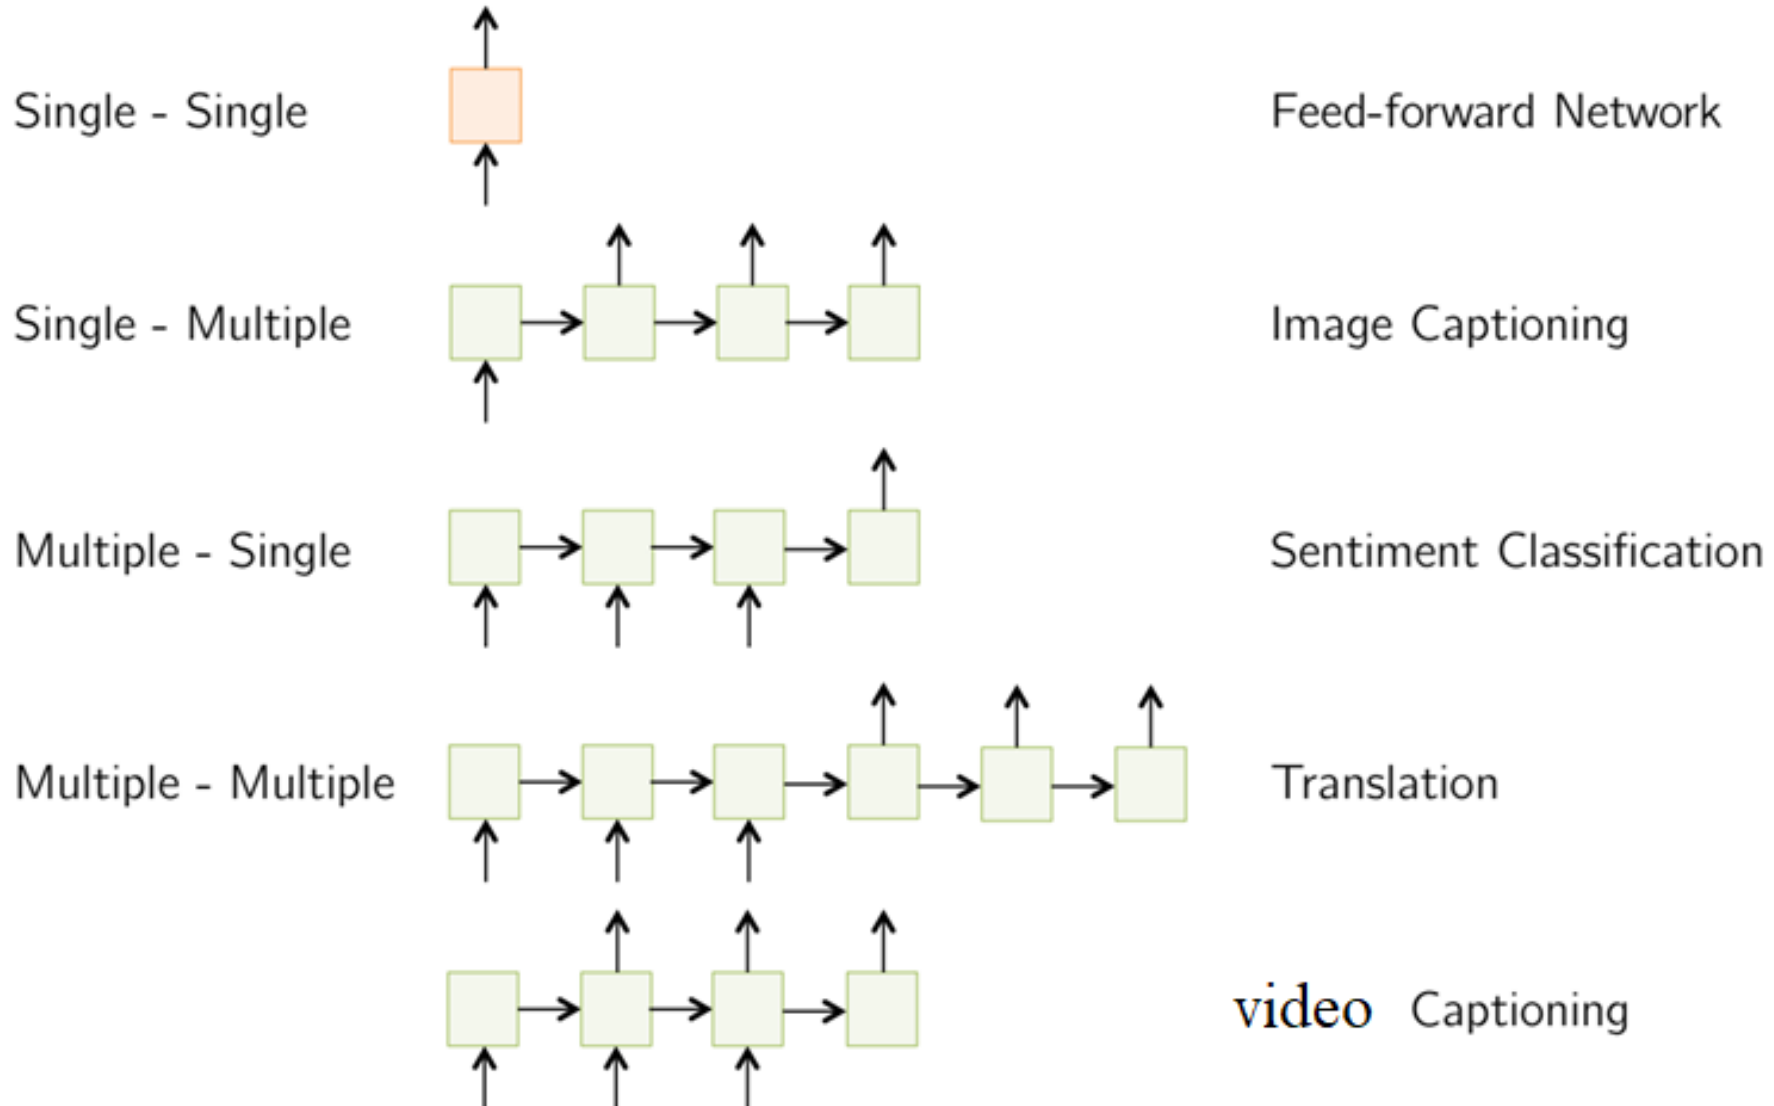 Single - Single
Feed-forward Network
Single - Multiple
Image Captioning
Multiple - Single
Sentiment Classification
Multiple - Multiple
Translation
video Captioning